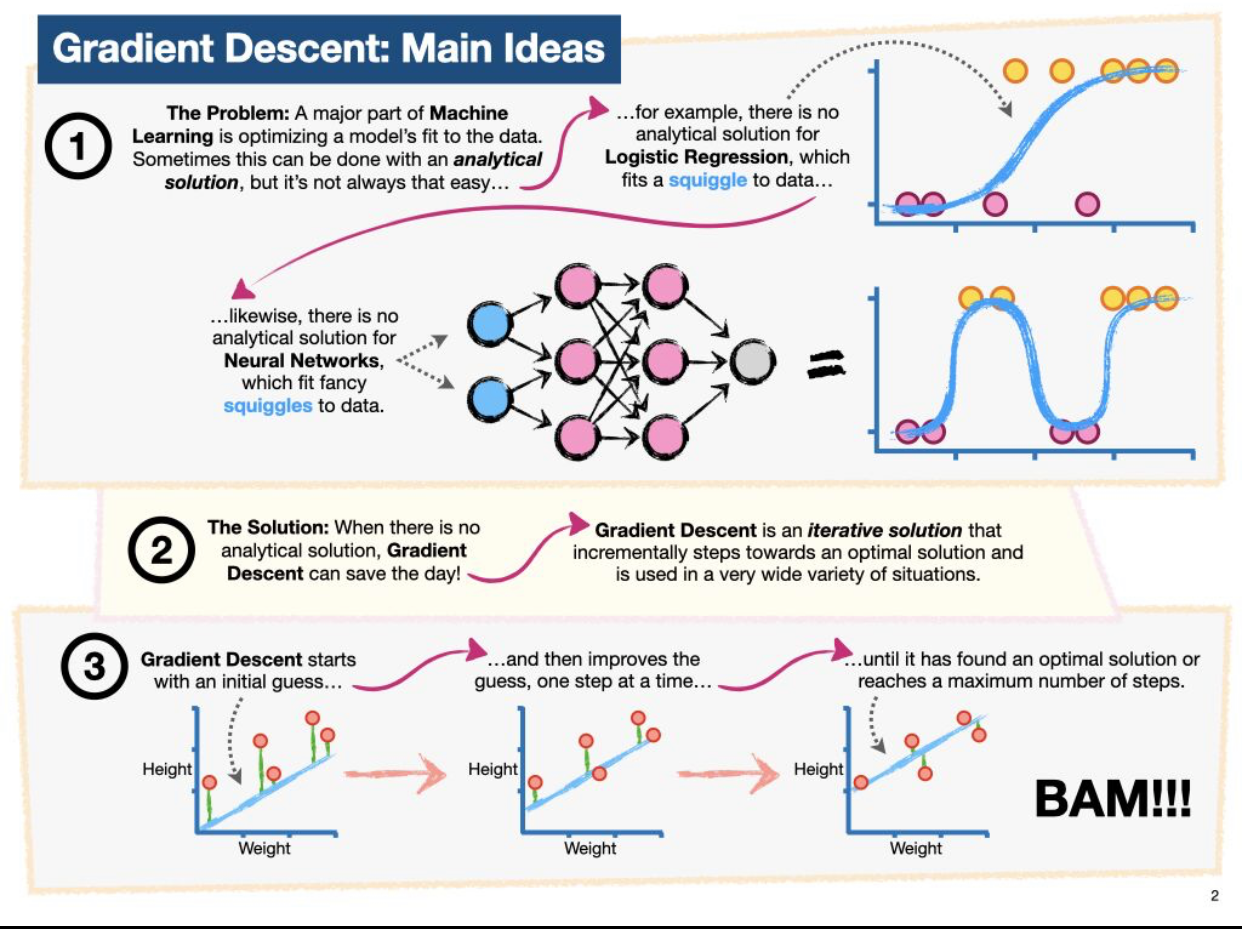 Gradient Descent: Main Ideas
1
The Problem: A major part of Machine
Learning is optimizing a model's fit to the data.
Sometimes this can be done with an analytical
solution, but it's not always that easy…
…for example, there is no
analytical solution for
Logistic Regression, which
fits a squiggle to data…
…likewise, there is no
analytical solution for
Neural Networks,
which fit fancy
squiggles to data.
=
2
The Solution: When there is no
analytical solution, Gradient
Descent can save the day!
Gradient Descent is an iterative solution that
incrementally steps towards an optimal solution and
is used in a very wide variety of situations.
3
Gradient Descent starts
with an initial guess…
…and then improves the
guess, one step at a time…
…until it has found an optimal solution or
reaches a maximum number of steps.
Height
Weight
Height
Weight
Height
Weight
BAM!!!
2